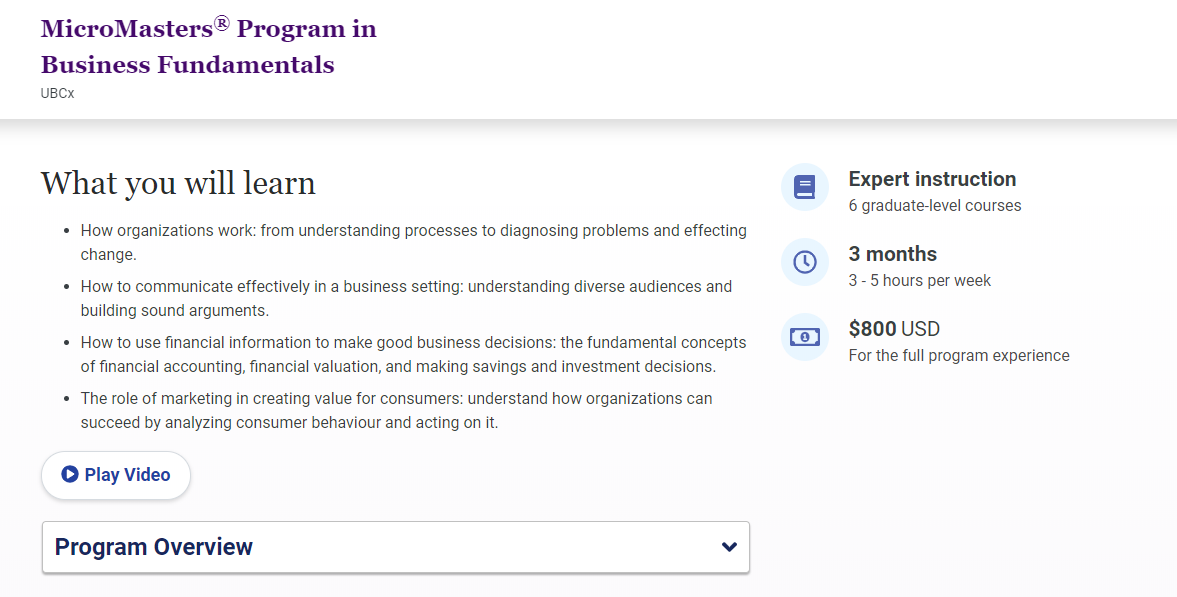 MicroMasters® Program in
Business Fundamentals
UBCx
What you will learn
How organizations work: from understanding processes to diagnosing problems and effecting
change.
How to communicate effectively in a business setting: understanding diverse audiences and
building sound arguments.
How to use financial information to make good business decisions: the fundamental concepts
of financial accounting, financial valuation, and making savings and investment decisions.
The role of marketing in creating value for consumers: understand how organizations can
succeed by analyzing consumer behaviour and acting on it.
Play Video
Program Overview
Expert instruction
6 graduate-level courses
3 months
3 - 5 hours per week
$800 USD
For the full program experience